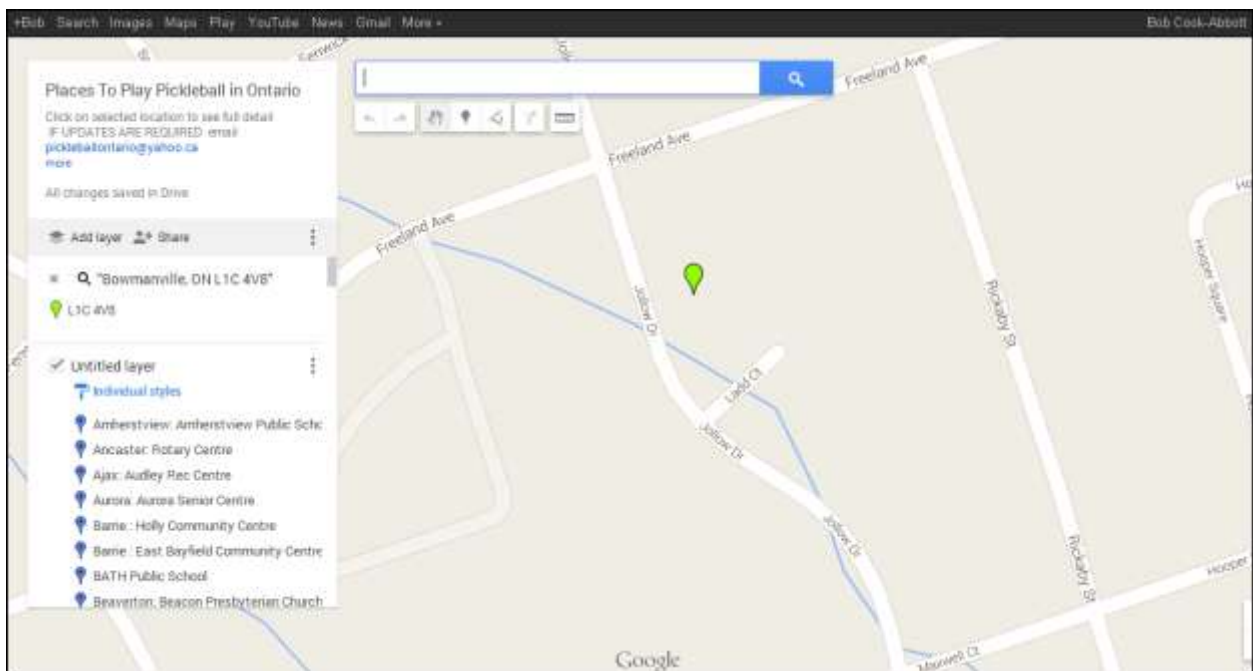 +Bob Search Images Maps Play YouTube News Gmail More
Bob Cook-Abbott
Places To Play Pickleball in Ontario
Click on selected location to see full detail
IF UPDATES ARE REQUIRED email
pickleballontario@yahoo.ca
more
All changes saved in Drive
Add layer Share
"Bowmanville, ON L1C 4V8"
L1C 4V8
Untitled layer
Individual styles
Amherstview: Amherstview Public Scho
Ancaster: Rotary Centre
Ajax: Audley Rec Centre
Aurora: Aurora Senior Centre
Barrie : Holly Community Centre
Barrie : East Bayfield Community Centre
BATH Public School
Beaverton: Beacon Presbyterian Church
Freeland Ave
Freeland Ave
Freeland Ave
Jollow Dr
Ladd Ct
Jollow Dr
Jollow Dr
Rickaby St
Rickaby St
Hooper Square
Hooper
Maxwell Ct
Google